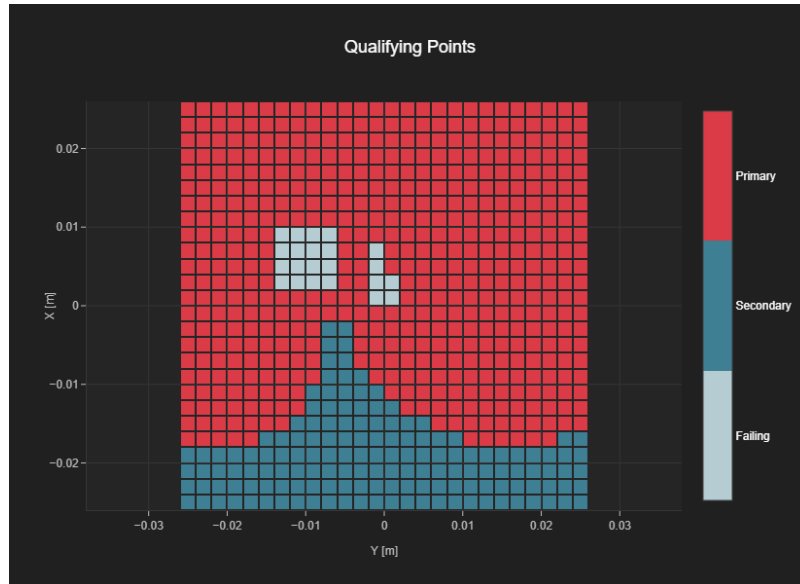 Qualifying Points
Primary
Secondary
Failing
0.02
0.01
0
−0.01
−0.02
X [m]
−0.03
−0.02
−0.01
0
0.01
0.02
0.03
Y [m]